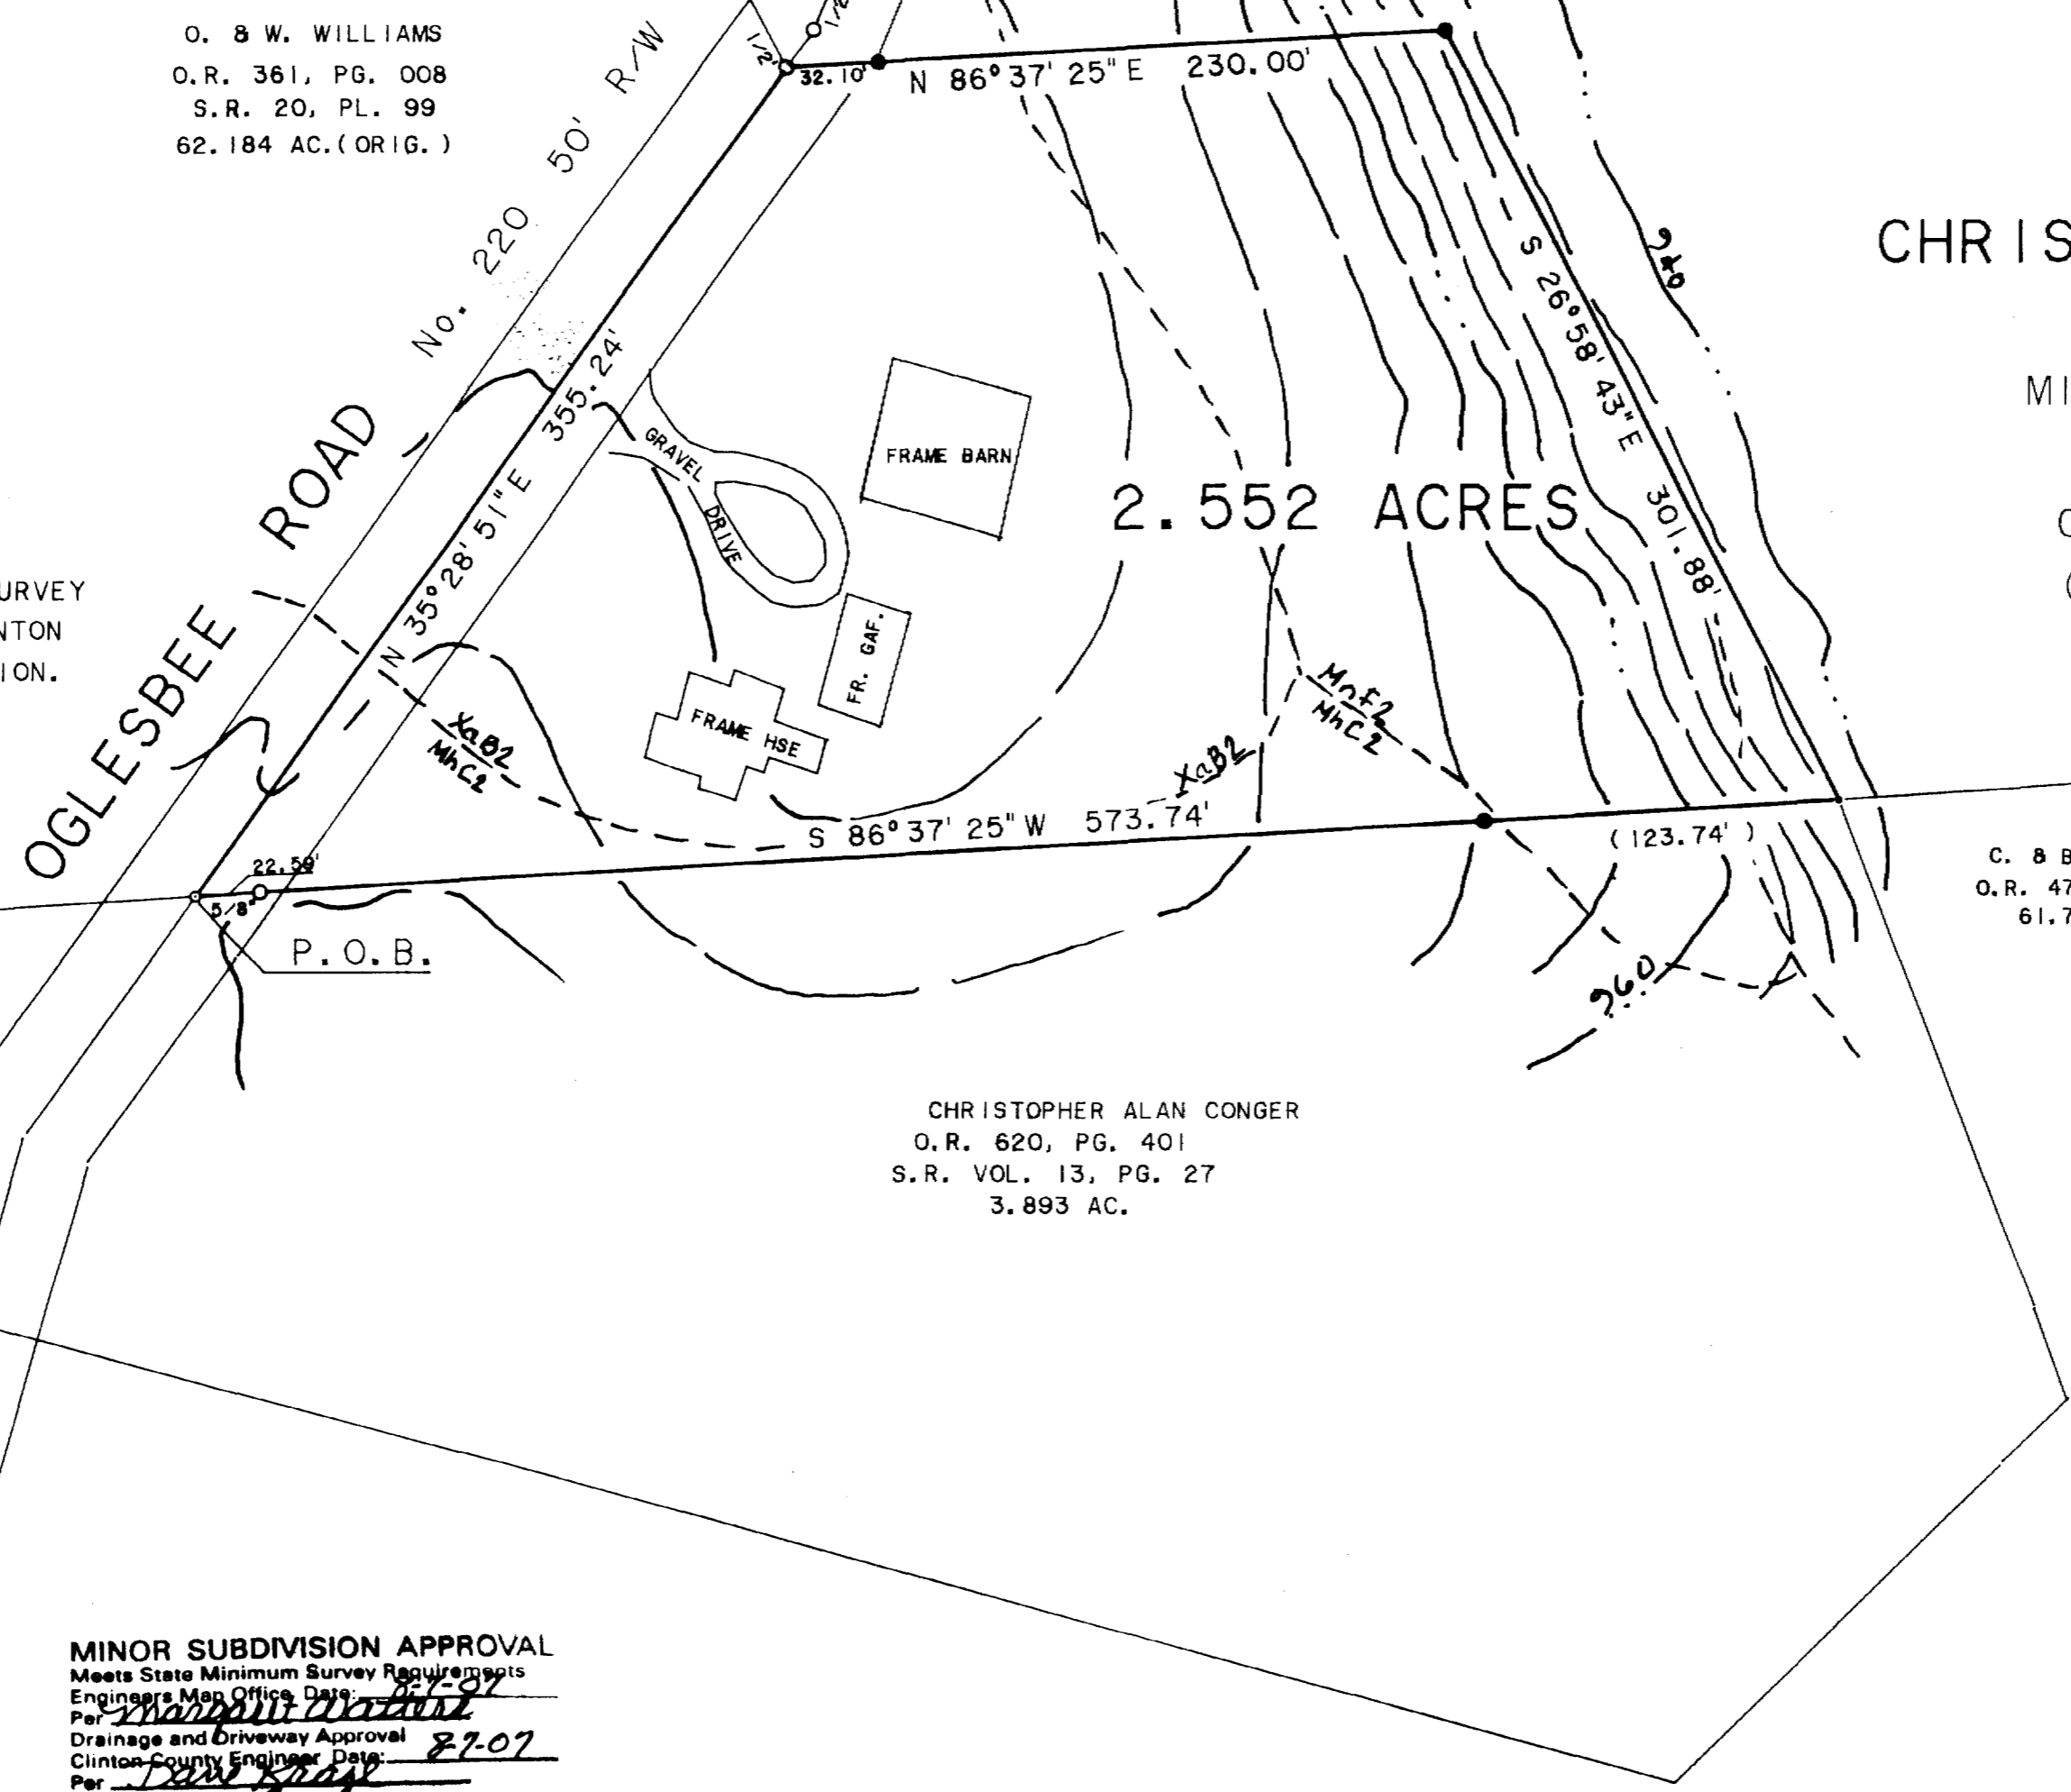 O. & W. WILLIAMS
O.R. 361, PG. 008
S.R. 20, PL. 99
62.184 AC.(ORIG.)
OGLESBEE ROAD No. 220 50' R/W
1/2"
32.10'
N 86° 37' 25" E 230.00'
S 26° 58' 43" E 301.88'
CHRIS
MI
URVEY
NTON
ION.
N 35° 28' 51" E 355.24'
GRAVEL
DRIVE
FRAME BARN
2.552 ACRES
FR. GAF.
FRAME HSE
XaB2
MhC2
XaB2
MnF2
MhC2
S 86° 37' 25" W 573.74'
(123.74')
22.50'
5/8"
P.O.B.
960
C. & B
O.R. 47
61.7
CHRISTOPHER ALAN CONGER
O.R. 620, PG. 401
S.R. VOL. 13, PG. 27
3.893 AC.
MINOR SUBDIVISION APPROVAL
Meets State Minimum Survey Requirements
Engineers Map Office Date: 8-7-07
Per
Drainage and Driveway Approval
Clinton County Engineer Date: 8-7-07
Per